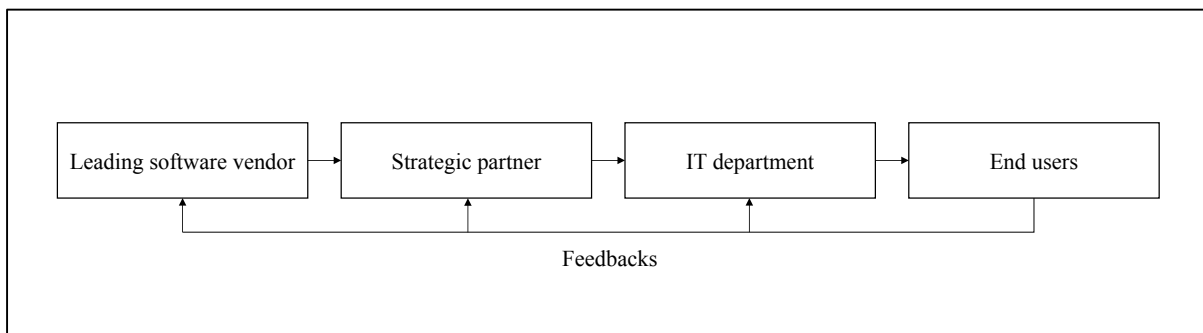 Leading software vendor
Strategic partner
IT department
End users
Feedbacks